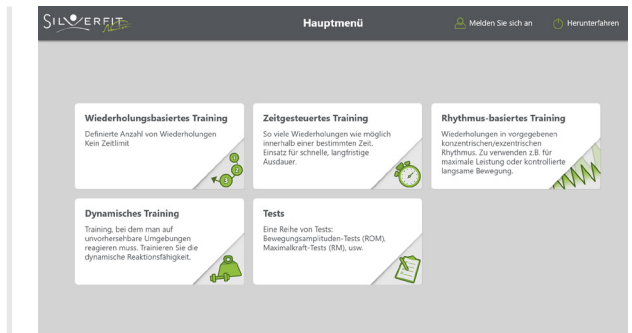 SILVERFIT
Hauptmenü
Melden Sie sich an
Herunterfahren
Wiederholungsbasiertes Training
Definierte Anzahl von Wiederholungen
Kein Zeitlimit
Zeitgesteuertes Training
So viele Wiederholungen wie möglich
innerhalb einer bestimmten Zeit.
Einsatz für schnelle, langfristige
Ausdauer.
Rhythmus-basiertes Training
Wiederholungen in vorgegebenen
konzentrischen/exzentrischen
Rhythmus. Zu verwenden z.B. für
maximale Leistung oder kontrollierte
langsame Bewegung.
Dynamisches Training
Training, bei dem man auf
unvorhersehbare Umgebungen
reagieren muss. Trainieren Sie die
dynamische Reaktionsfähigkeit.
Tests
Eine Reihe von Tests:
Bewegungsamplituden-Tests (ROM),
Maximalkraft-Tests (RM), usw.